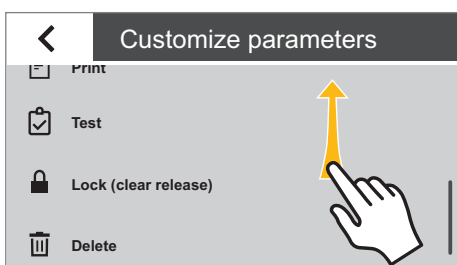 Customize parameters
Print
Test
Lock (clear release)
Delete